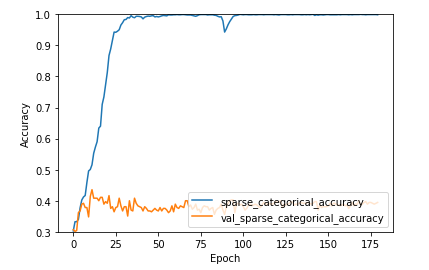 1.0
0.9
0.8
0.7
0.6
0.5
0.4
0.3
Accuracy
sparse_categorical_accuracy
val_sparse_categorical_accuracy
0 25 50 75 100 125 150 175
Epoch